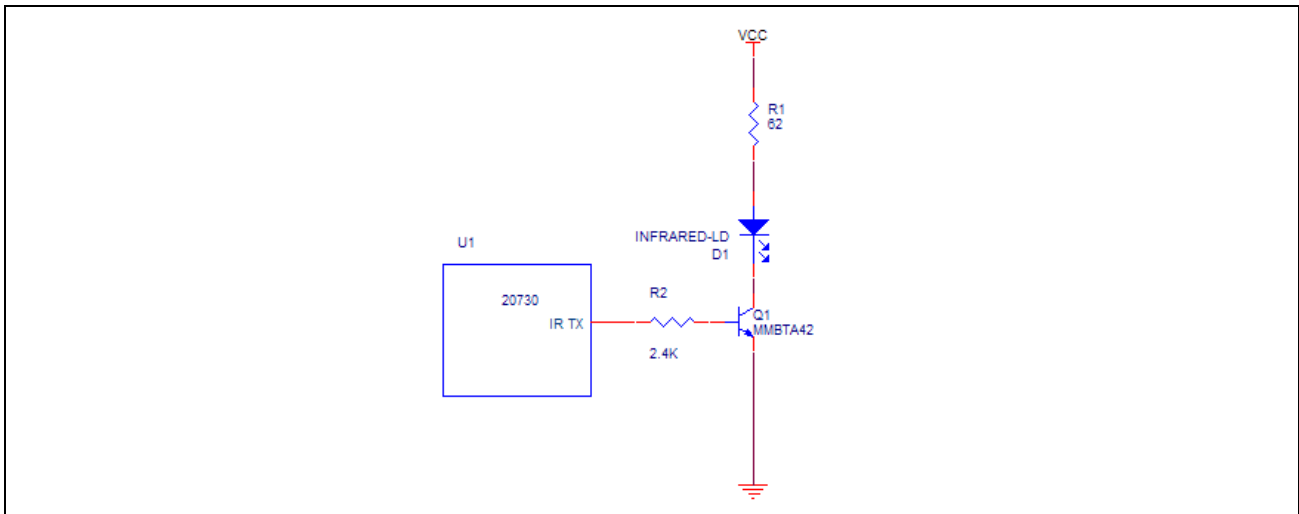 VCC
R1
62
INFRARED-LD
D1
U1
20730
IR TX
R2
2.4K
Q1
MMBTA42